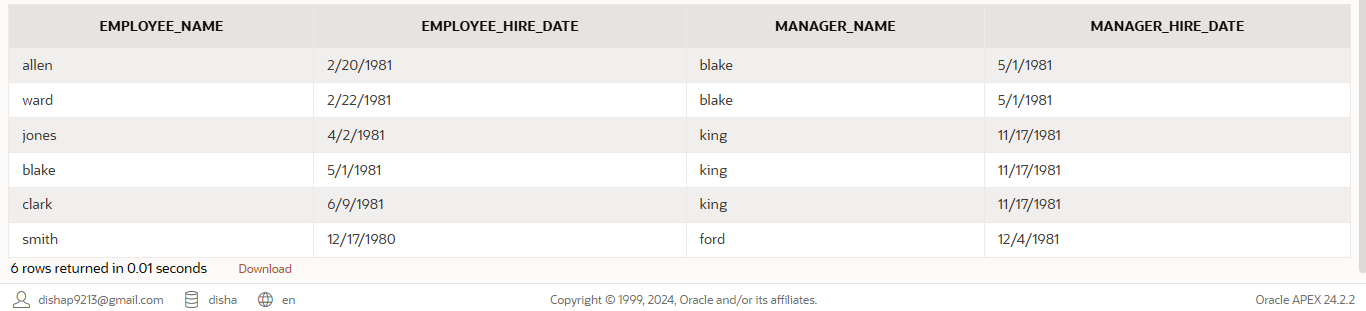 EMPLOYEE_NAME EMPLOYEE_HIRE_DATE MANAGER_NAME MANAGER_HIRE_DATE
allen 2/20/1981 blake 5/1/1981
ward 2/22/1981 blake 5/1/1981
jones 4/2/1981 king 11/17/1981
blake 5/1/1981 king 11/17/1981
clark 6/9/1981 king 11/17/1981
smith 12/17/1980 ford 12/4/1981
6 rows returned in 0.01 seconds Download
dishap9213@gmail.com disha en Copyright © 1999, 2024, Oracle and/or its affiliates. Oracle APEX 24.2.2